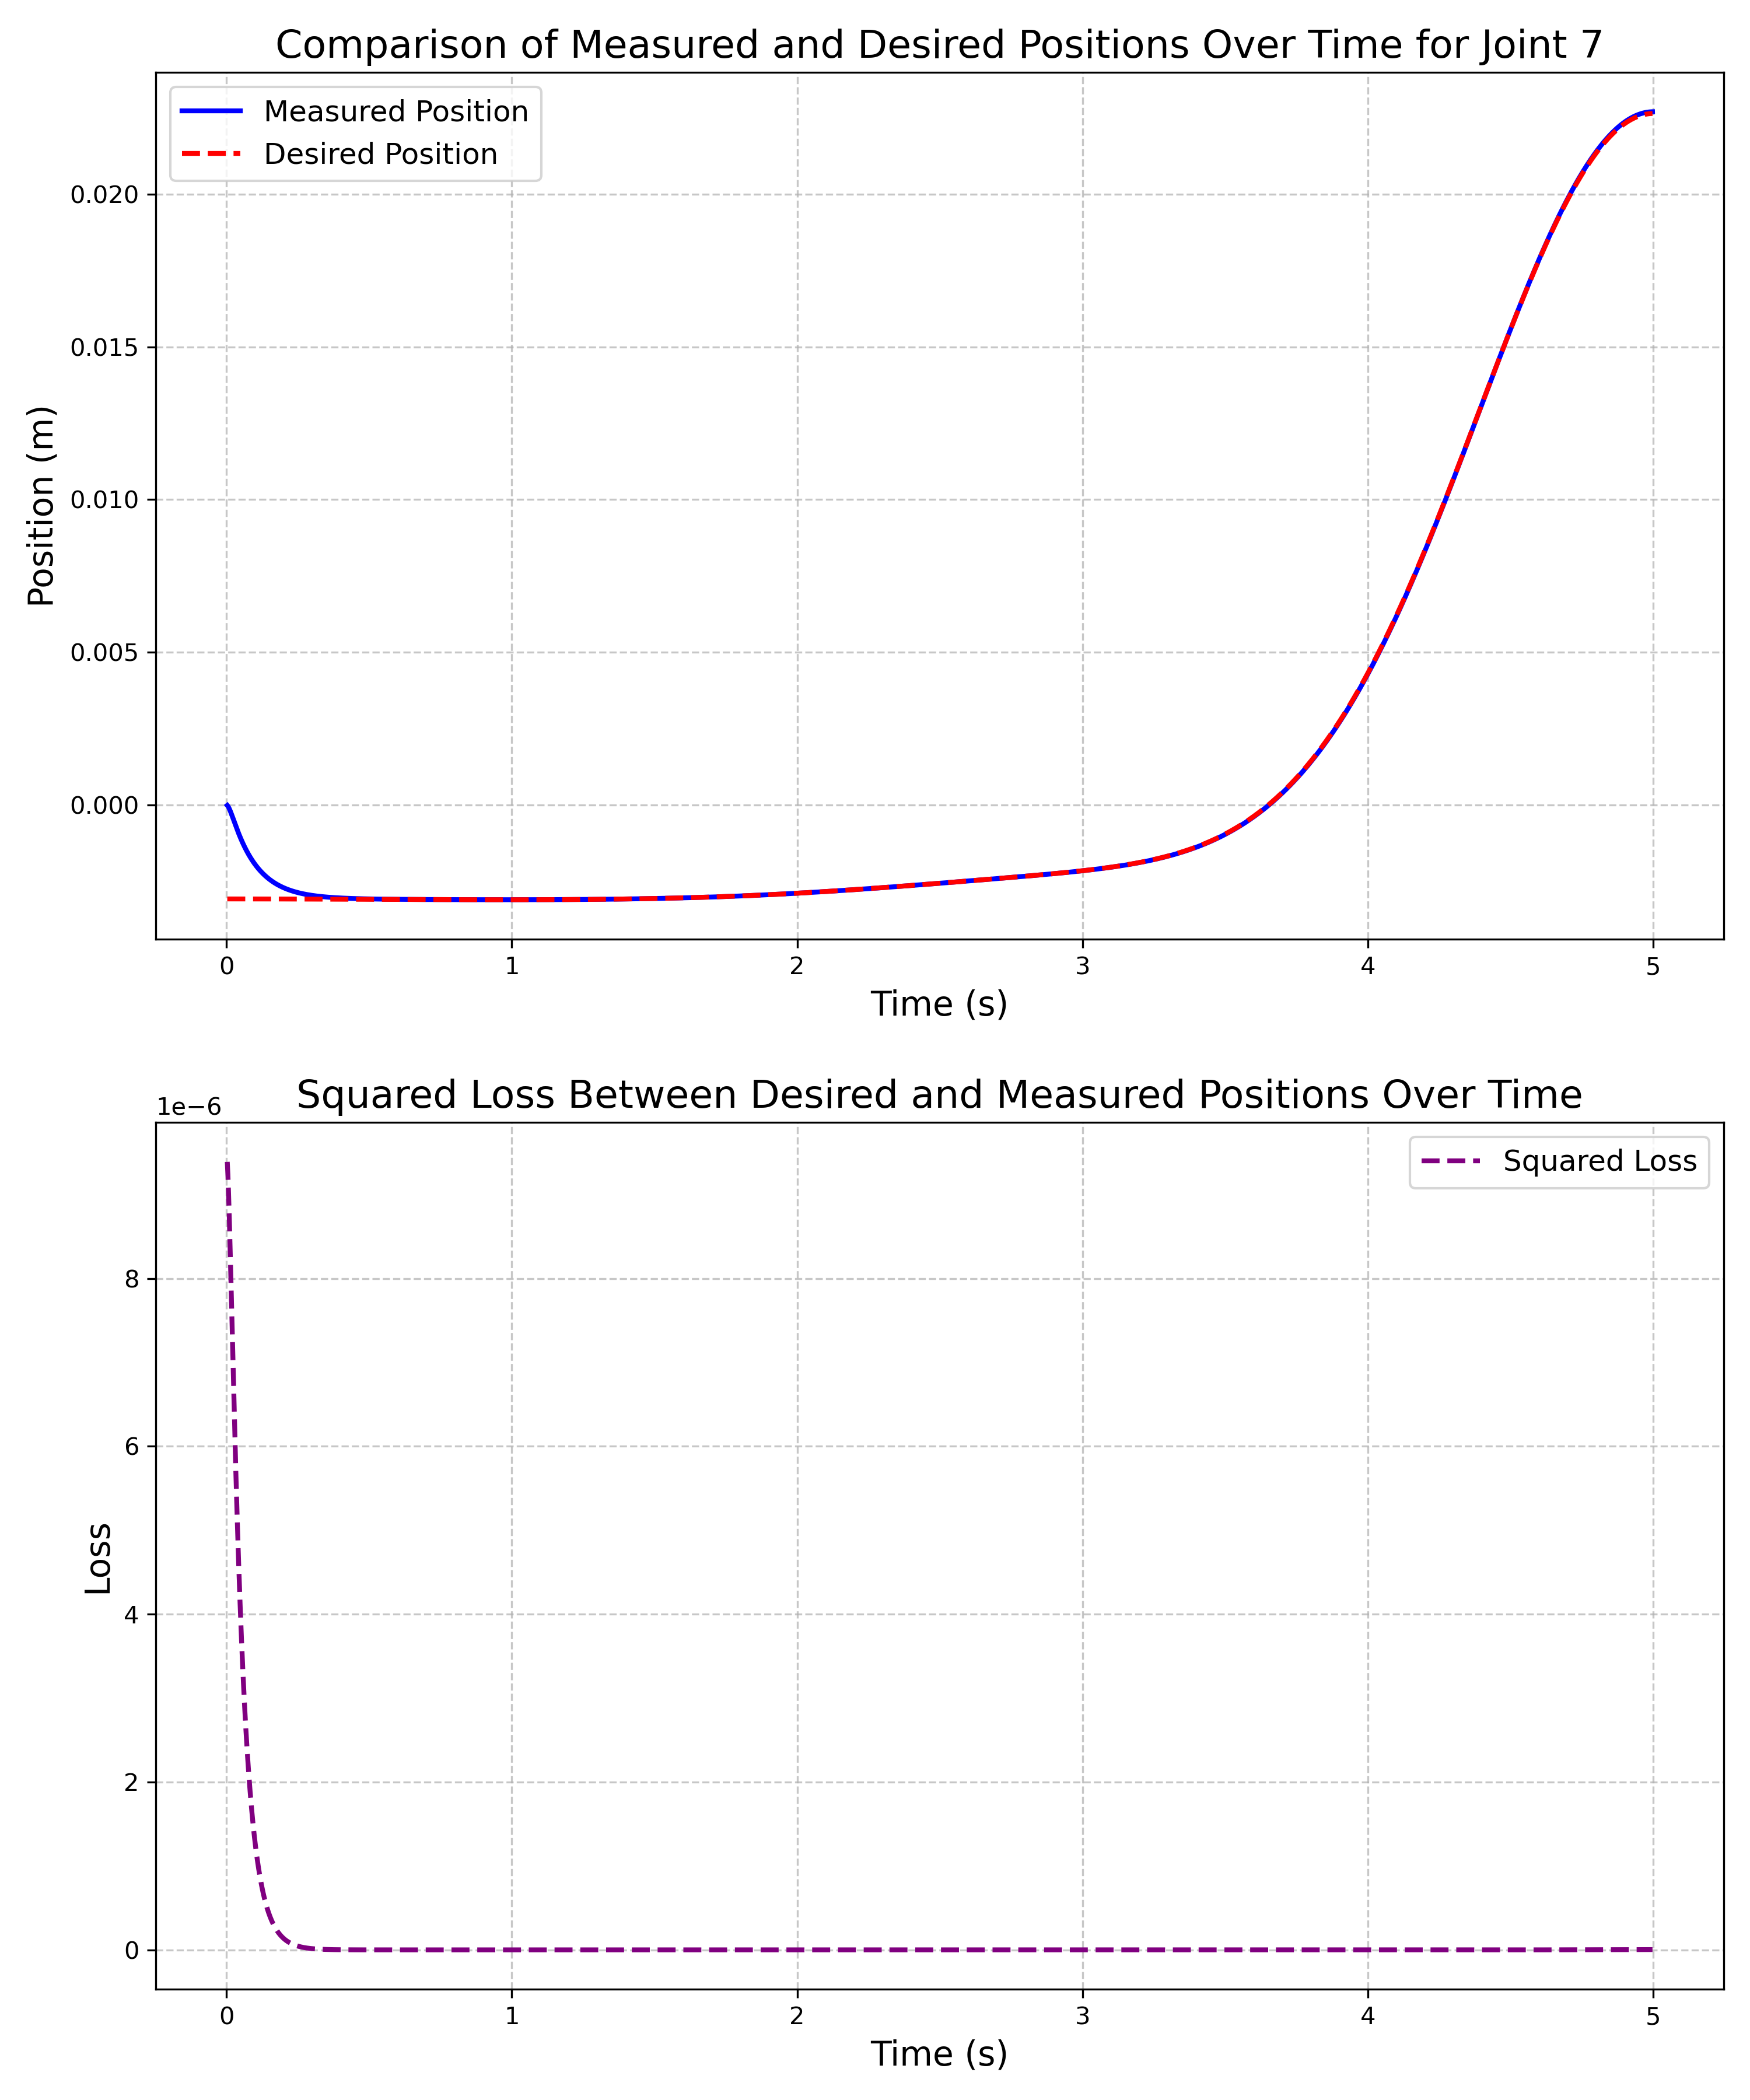 Comparison of Measured and Desired Positions Over Time for Joint 7
Measured Position
Desired Position
0.020
0.015
0.010
0.005
0.000
Position (m)
0 1 2 3 4 5
Time (s)
Squared Loss Between Desired and Measured Positions Over Time
1e−6
Squared Loss
8
6
4
2
0
Loss
0 1 2 3 4 5
Time (s)